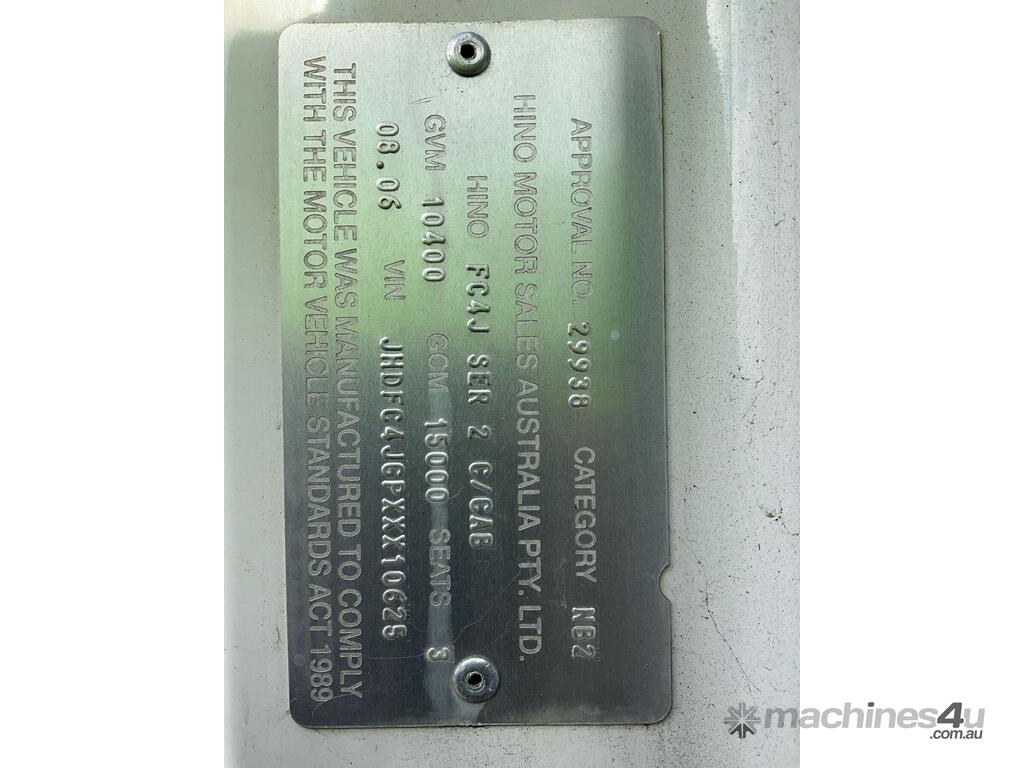 APPROVAL NO. 29938 CATEGORY NB2
HINO MOTOR SALES AUSTRALIA PTY. LTD.
HINO FC4J SER 2 C/CAB
GVM 10400 GCM 15000 SEATS 3
08.06 VIN JHDFC4JGPXXX10625
THIS VEHICLE WAS MANUFACTURED TO COMPLY
WITH THE MOTOR VEHICLE STANDARDS ACT 1989
machines4u
.com.au